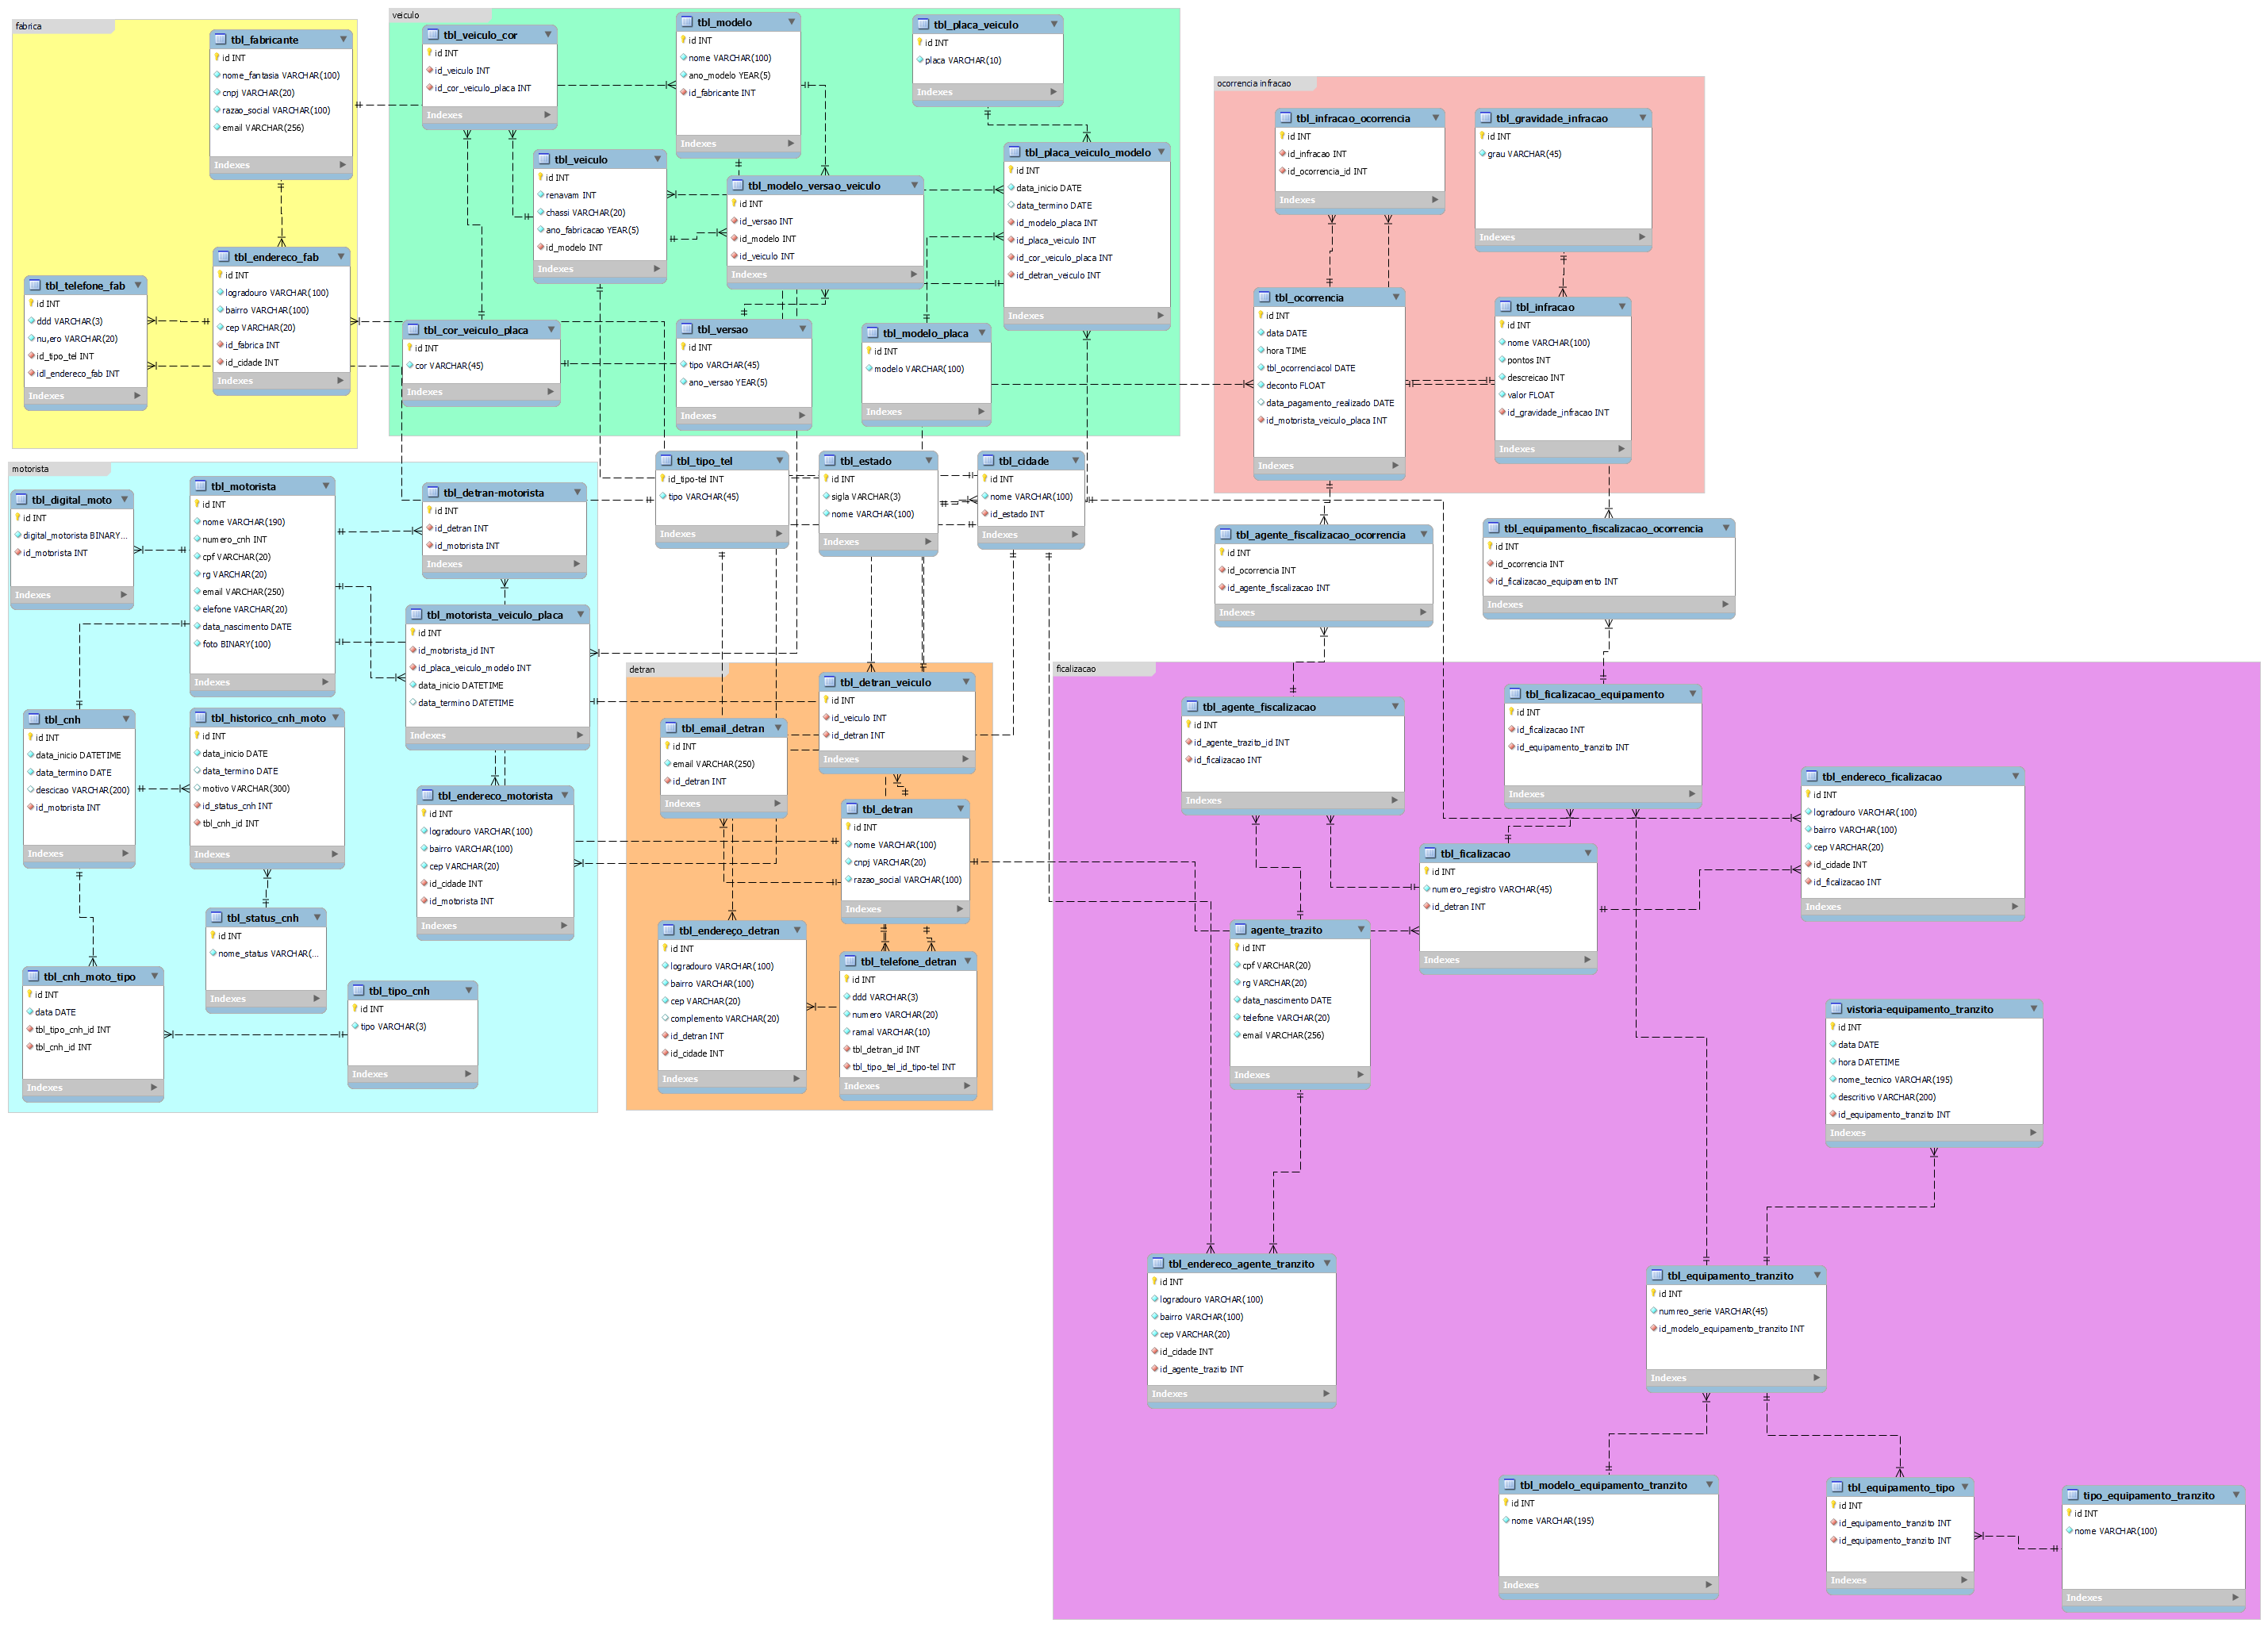 fabrica
tbl_fabricante
id INT
nome_fantasia VARCHAR(100)
cnpj VARCHAR(20)
razao_social VARCHAR(100)
email VARCHAR(256)
Indexes
tbl_endereco_fab
id INT
logradouro VARCHAR(100)
bairro VARCHAR(100)
cep VARCHAR(20)
id_fabrica INT
id_cidade INT
Indexes
tbl_telefone_fab
id INT
ddd VARCHAR(3)
nu,ero VARCHAR(20)
id_tipo_tel INT
idl_endereco_fab INT
Indexes
veiculo
tbl_veiculo_cor
id INT
id_veiculo INT
id_cor_veiculo_placa INT
Indexes
tbl_modelo
id INT
nome VARCHAR(100)
ano_modelo YEAR(5)
id_fabricante INT
Indexes
tbl_placa_veiculo
id INT
placa VARCHAR(10)
Indexes
tbl_veiculo
id INT
renavam INT
chassi VARCHAR(20)
ano_fabricacao YEAR(5)
id_modelo INT
Indexes
tbl_modelo_versao_veiculo
id INT
id_versao INT
id_modelo INT
id_veiculo INT
Indexes
tbl_placa_veiculo_modelo
id INT
data_inicio DATE
data_termino DATE
id_modelo_placa INT
id_placa_veiculo INT
id_cor_veiculo_placa INT
id_detran_veiculo INT
Indexes
tbl_cor_veiculo_placa
id INT
cor VARCHAR(45)
Indexes
tbl_versao
id INT
tipo VARCHAR(45)
ano_versao YEAR(5)
Indexes
tbl_modelo_placa
id INT
modelo VARCHAR(100)
Indexes
ocorrencia infracao
tbl_infracao_ocorrencia
id INT
id_infracao INT
id_ocorrencia_id INT
Indexes
tbl_gravidade_infracao
id INT
grau VARCHAR(45)
Indexes
tbl_ocorrencia
id INT
data DATE
hora TIME
tbl_ocorrenciacol DATE
deconto FLOAT
data_pagamento_realizado DATE
id_motorista_veiculo_placa INT
Indexes
tbl_infracao
id INT
nome VARCHAR(100)
pontos INT
descreicao INT
valor FLOAT
id_gravidade_infracao INT
Indexes
tbl_tipo_tel
id_tipo-tel INT
tipo VARCHAR(45)
Indexes
tbl_estado
id INT
sigla VARCHAR(3)
nome VARCHAR(100)
Indexes
tbl_cidade
id INT
nome VARCHAR(100)
id_estado INT
Indexes
tbl_agente_fiscalizacao_ocorrencia
id INT
id_ocorrencia INT
id_agente_fiscalizacao INT
Indexes
tbl_equipamento_fiscalizacao_ocorrencia
id INT
id_ocorrencia INT
id_ficalizacao_equipamento INT
Indexes
motorista
tbl_digital_moto
id INT
digital_motorista BINARY...
id_motorista INT
Indexes
tbl_motorista
id INT
nome VARCHAR(190)
numero_cnh INT
cpf VARCHAR(20)
rg VARCHAR(20)
email VARCHAR(250)
elefone VARCHAR(20)
data_nascimento DATE
foto BINARY(100)
Indexes
tbl_detran-motorista
id INT
id_detran INT
id_motorista INT
Indexes
tbl_motorista_veiculo_placa
id INT
id_motorista_id INT
id_placa_veiculo_modelo INT
data_inicio DATETIME
data_termino DATETIME
Indexes
tbl_cnh
id INT
data_inicio DATETIME
data_termino DATE
descicao VARCHAR(200)
id_motorista INT
Indexes
tbl_historico_cnh_moto
id INT
data_inicio DATE
data_termino DATE
motivo VARCHAR(300)
id_status_cnh INT
tbl_cnh_id INT
Indexes
tbl_endereco_motorista
id INT
logradouro VARCHAR(100)
bairro VARCHAR(100)
cep VARCHAR(20)
id_cidade INT
id_motorista INT
Indexes
tbl_status_cnh
id INT
nome_status VARCHAR(...
Indexes
tbl_cnh_moto_tipo
id INT
data DATE
tbl_tipo_cnh_id INT
tbl_cnh_id INT
Indexes
tbl_tipo_cnh
id INT
tipo VARCHAR(3)
Indexes
detran
tbl_detran_veiculo
id INT
id_veiculo INT
id_detran INT
Indexes
tbl_email_detran
id INT
email VARCHAR(250)
id_detran INT
Indexes
tbl_detran
id INT
nome VARCHAR(100)
cnpj VARCHAR(20)
razao_social VARCHAR(100)
Indexes
tbl_endereço_detran
id INT
logradouro VARCHAR(100)
bairro VARCHAR(100)
cep VARCHAR(20)
complemento VARCHAR(20)
id_detran INT
id_cidade INT
Indexes
tbl_telefone_detran
id INT
ddd VARCHAR(3)
numero VARCHAR(20)
ramal VARCHAR(10)
tbl_detran_id INT
tbl_tipo_tel_id_tipo-tel INT
Indexes
ficalizacao
tbl_agente_fiscalizacao
id INT
id_agente_trazito_id INT
id_ficalizacao INT
Indexes
tbl_ficalizacao_equipamento
id INT
id_ficalizacao INT
id_equipamento_tranzito INT
Indexes
tbl_endereco_ficalizacao
id INT
logradouro VARCHAR(100)
bairro VARCHAR(100)
cep VARCHAR(20)
id_cidade INT
id_ficalizacao INT
Indexes
tbl_ficalizacao
id INT
numero_registro VARCHAR(45)
id_detran INT
Indexes
agente_trazito
id INT
cpf VARCHAR(20)
rg VARCHAR(20)
data_nascimento DATE
telefone VARCHAR(20)
email VARCHAR(256)
Indexes
vistoria-equipamento_tranzito
id INT
data DATE
hora DATETIME
nome_tecnico VARCHAR(195)
descritivo VARCHAR(200)
id_equipamento_tranzito INT
Indexes
tbl_endereco_agente_tranzito
id INT
logradouro VARCHAR(100)
bairro VARCHAR(100)
cep VARCHAR(20)
id_cidade INT
id_agente_trazito INT
Indexes
tbl_equipamento_tranzito
id INT
numreo_serie VARCHAR(45)
id_modelo_equipamento_tranzito INT
Indexes
tbl_modelo_equipamento_tranzito
id INT
nome VARCHAR(195)
Indexes
tbl_equipamento_tipo
id INT
id_equipamento_tranzito INT
id_equipamento_tranzito INT
Indexes
tipo_equipamento_tranzito
id INT
nome VARCHAR(100)
Indexes